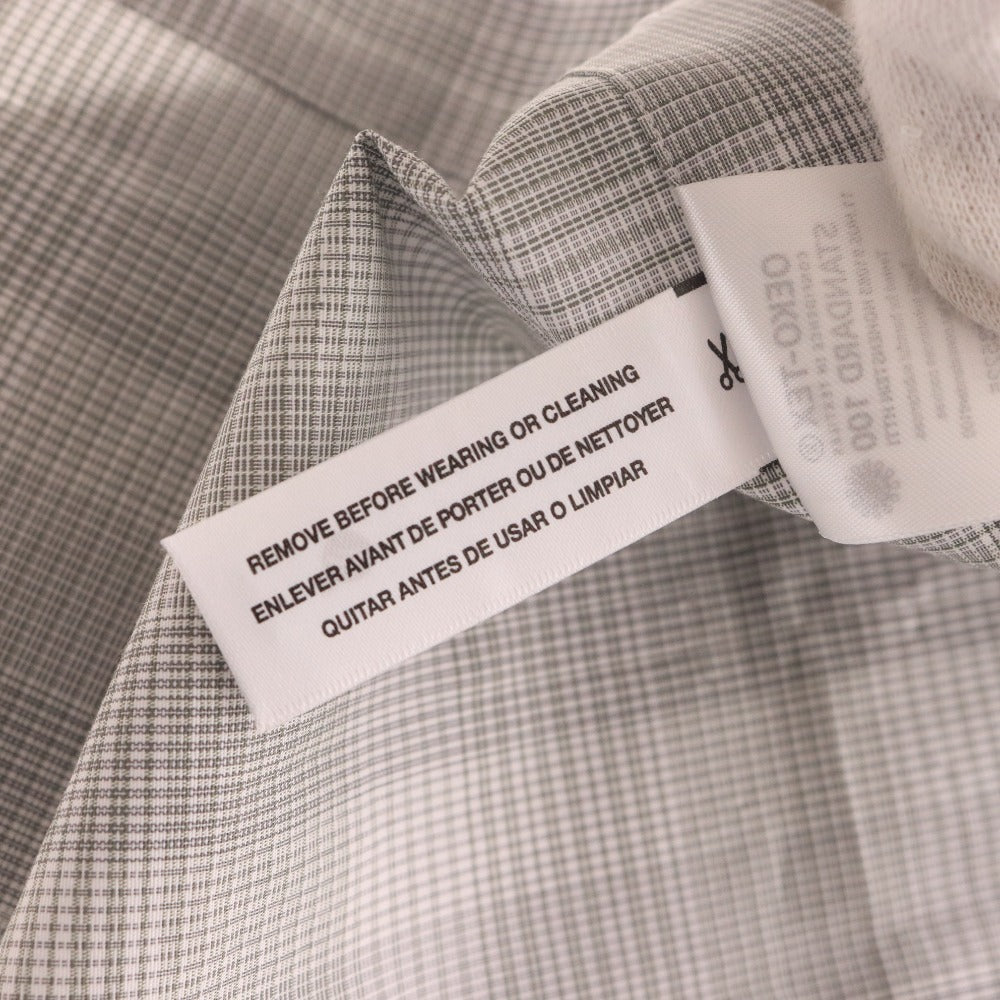 REMOVE BEFORE WEARING OR CLEANING
ENLEVER AVANT DE PORTER OU DE NETTOYER
QUITAR ANTES DE USAR O LIMPIAR
OEKO-TEX®
STANDARD 100